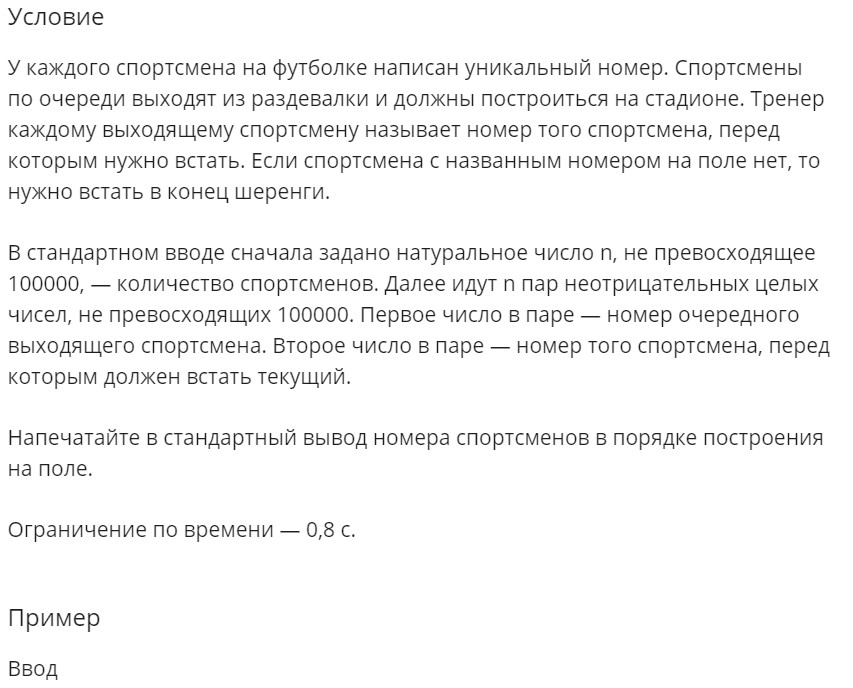 Условие
У каждого спортсмена на футболке написан уникальный номер. Спортсмены
по очереди выходят из раздевалки и должны построиться на стадионе. Тренер
каждому выходящему спортсмену называет номер того спортсмена, перед
которым нужно встать. Если спортсмена с названным номером на поле нет, то
нужно встать в конец шеренги.
В стандартном вводе сначала задано натуральное число n, не превосходящее
100000, — количество спортсменов. Далее идут n пар неотрицательных целых
чисел, не превосходящих 100000. Первое число в паре — номер очередного
выходящего спортсмена. Второе число в паре — номер того спортсмена, перед
которым должен встать текущий.
Напечатайте в стандартный вывод номера спортсменов в порядке построения
на поле.
Ограничение по времени — 0,8 с.
Пример
Ввод